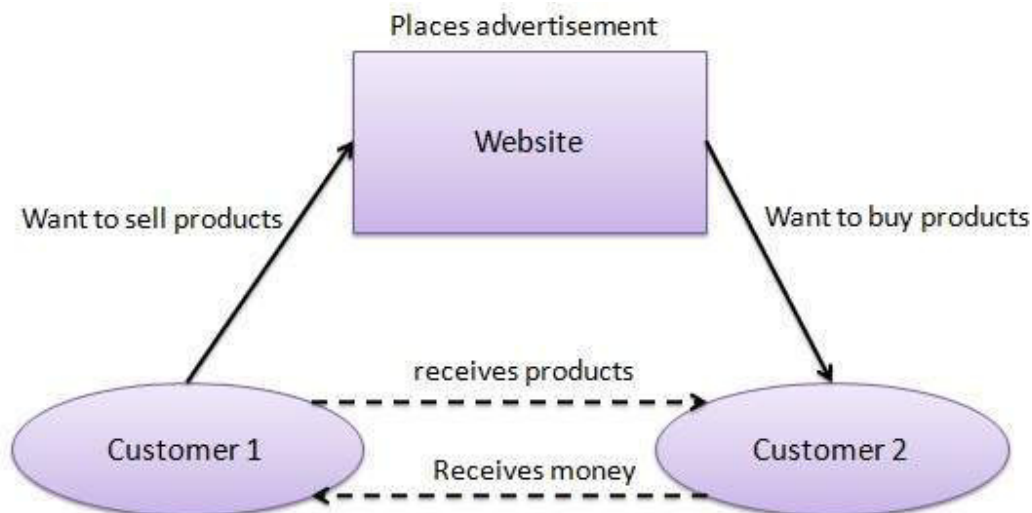 Places advertisement
Website
Want to sell products
Want to buy products
receives products
Customer 1
Customer 2
Receives money